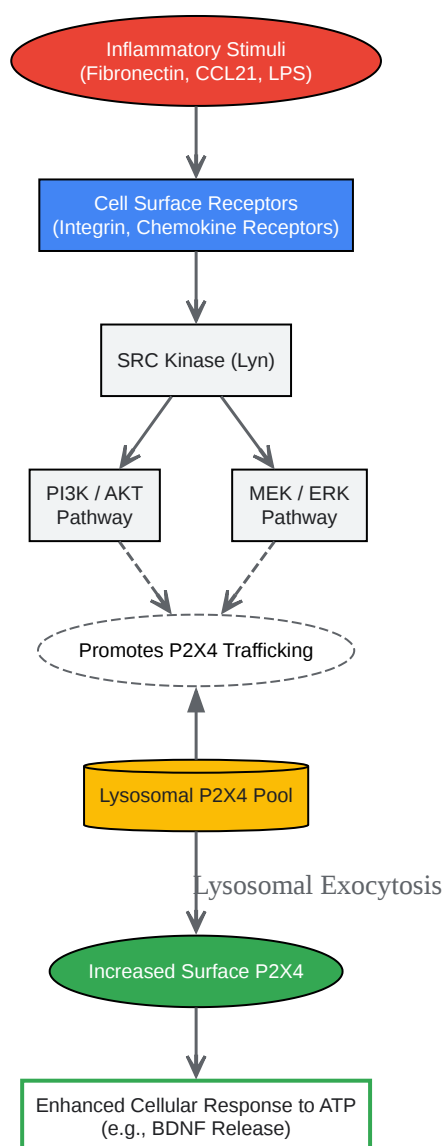 Inflammatory Stimuli
(Fibronectin, CCL21, LPS)
Cell Surface Receptors
(Integrin, Chemokine Receptors)
SRC Kinase (Lyn)
PI3K / AKT
Pathway
MEK / ERK
Pathway
Promotes P2X4 Trafficking
Lysosomal P2X4 Pool
Lysosomal Exocytosis
Increased Surface P2X4
Enhanced Cellular Response to ATP
(e.g., BDNF Release)